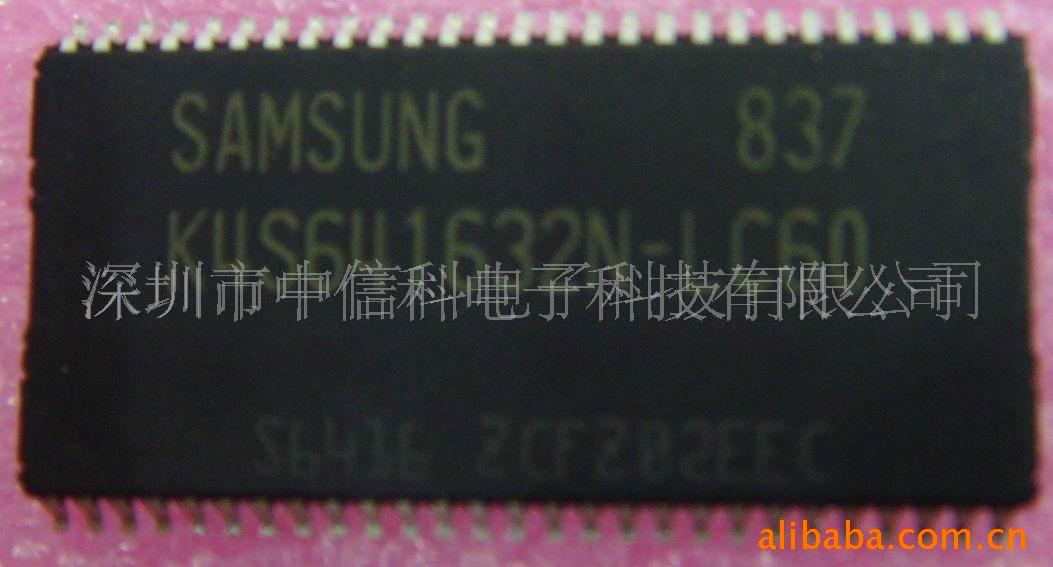 SAMSUNG 837
K4S641632N-LC60
深圳市中信科电子科技有限公司
alibaba.com.cn